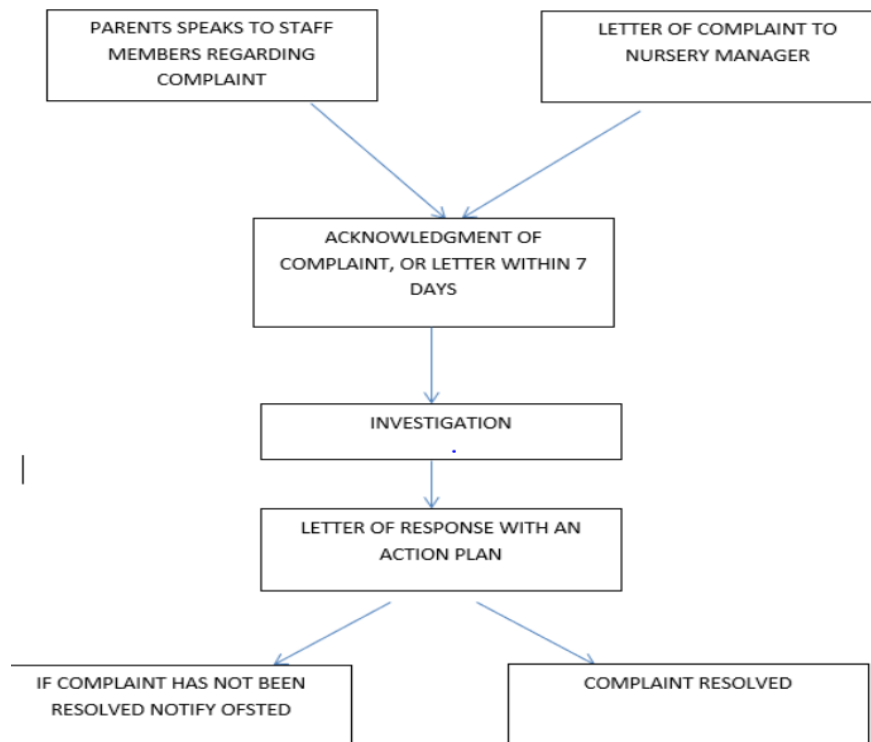 PARENTS SPEAKS TO STAFF
MEMBERS REGARDING
COMPLAINT
LETTER OF COMPLAINT TO
NURSERY MANAGER
ACKNOWLEDGMENT OF
COMPLAINT, OR LETTER WITHIN 7
DAYS
INVESTIGATION
LETTER OF RESPONSE WITH AN
ACTION PLAN
IF COMPLAINT HAS NOT BEEN
RESOLVED NOTIFY OFSTED
COMPLAINT RESOLVED